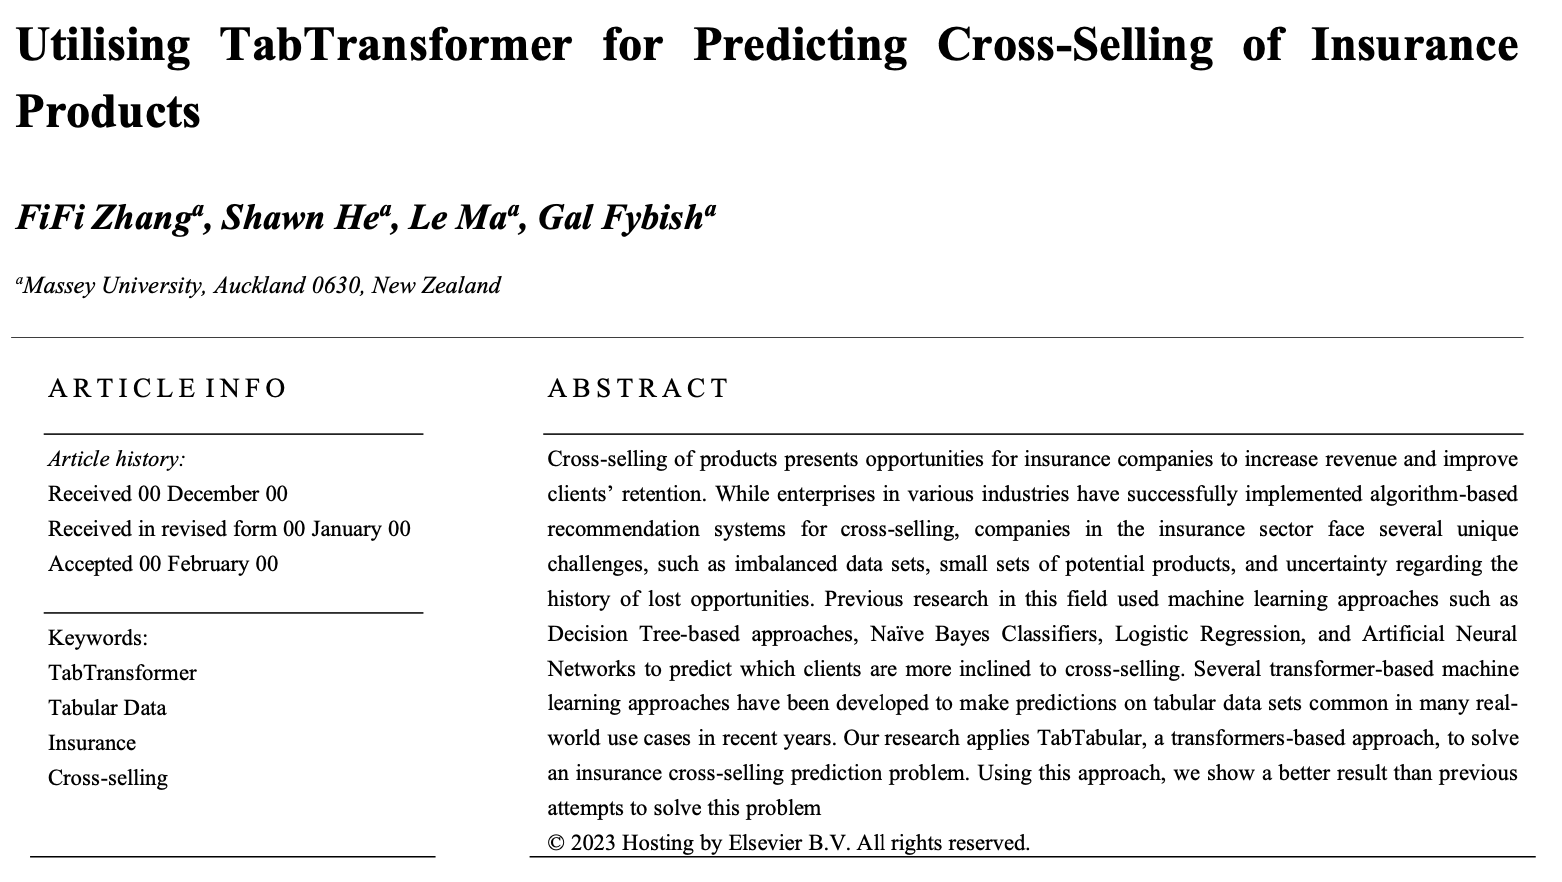 Utilising TabTransformer for Predicting Cross-Selling of Insurance
Products
FiFi Zhangª, Shawn Heª, Le Maª, Gal Fybishª
ªMassey University, Auckland 0630, New Zealand
ARTICLE INFO
Article history:
Received 00 December 00
Received in revised form 00 January 00
Accepted 00 February 00
Keywords:
TabTransformer
Tabular Data
Insurance
Cross-selling
ABSTRACT
Cross-selling of products presents opportunities for insurance companies to increase revenue and improve
clients’ retention. While enterprises in various industries have successfully implemented algorithm-based
recommendation systems for cross-selling, companies in the insurance sector face several unique
challenges, such as imbalanced data sets, small sets of potential products, and uncertainty regarding the
history of lost opportunities. Previous research in this field used machine learning approaches such as
Decision Tree-based approaches, Naïve Bayes Classifiers, Logistic Regression, and Artificial Neural
Networks to predict which clients are more inclined to cross-selling. Several transformer-based machine
learning approaches have been developed to make predictions on tabular data sets common in many real-
world use cases in recent years. Our research applies TabTabular, a transformers-based approach, to solve
an insurance cross-selling prediction problem. Using this approach, we show a better result than previous
attempts to solve this problem
© 2023 Hosting by Elsevier B.V. All rights reserved.